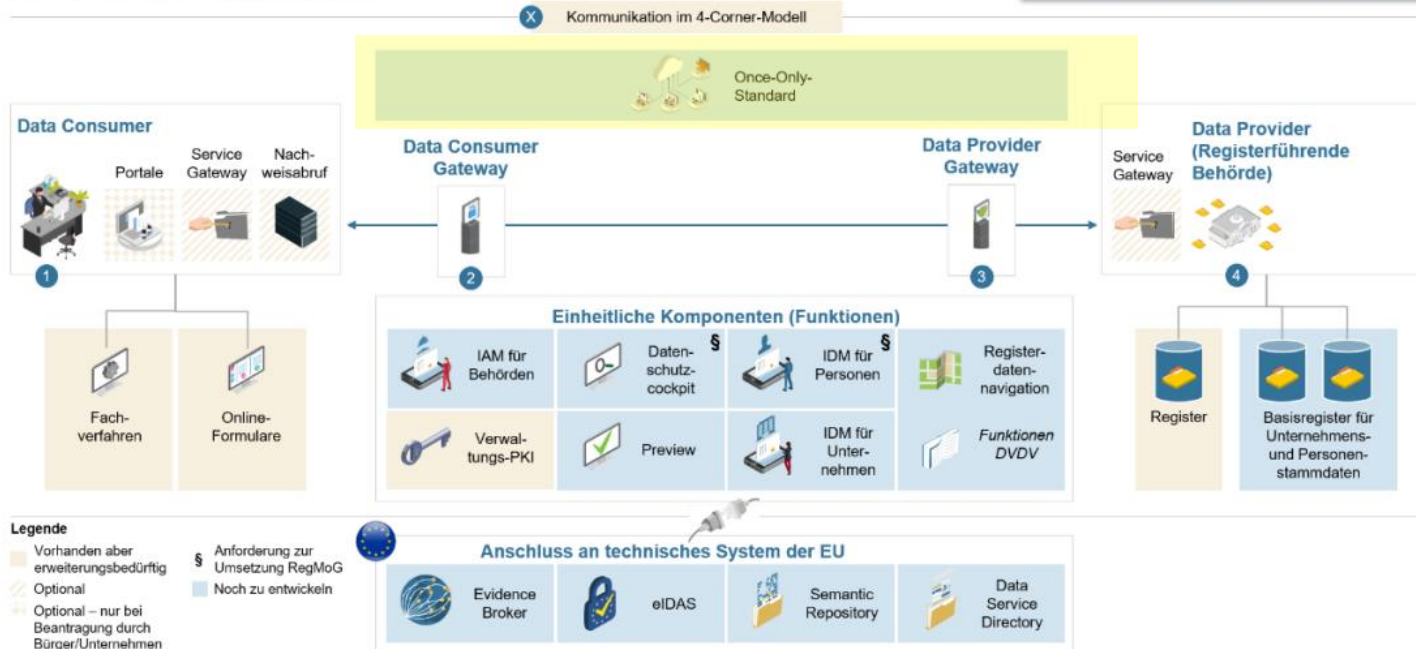 X
Kommunikation im 4-Corner-Modell
Once-Only-
Standard
Data Consumer
Portale
Service
Gateway
Nach-
weisabruf
1
Data Consumer
Gateway
2
Data Provider
Gateway
3
Service
Gateway
Data Provider
(Registerführende
Behörde)
4
Fach-
verfahren
Online-
Formulare
Einheitliche Komponenten (Funktionen)
IAM für
Behörden
Daten-
schutz-
cockpit
§
IDM für
Personen
§
Register-
daten-
navigation
Verwal-
tungs-PKI
Preview
IDM für
Unter-
nehmen
Funktionen
DVDV
Register
Basisregister für
Unternehmens-
und Personen-
stammdaten
Legende
Vorhanden aber
erweiterungsbedürftig
Optional
Optional – nur bei
Beantragung durch
Bürger/Unternehmen
§ Anforderung zur
Umsetzung RegMoG
Noch zu entwickeln
Anschluss an technisches System der EU
Evidence
Broker
eIDAS
Semantic
Repository
Data
Service
Directory